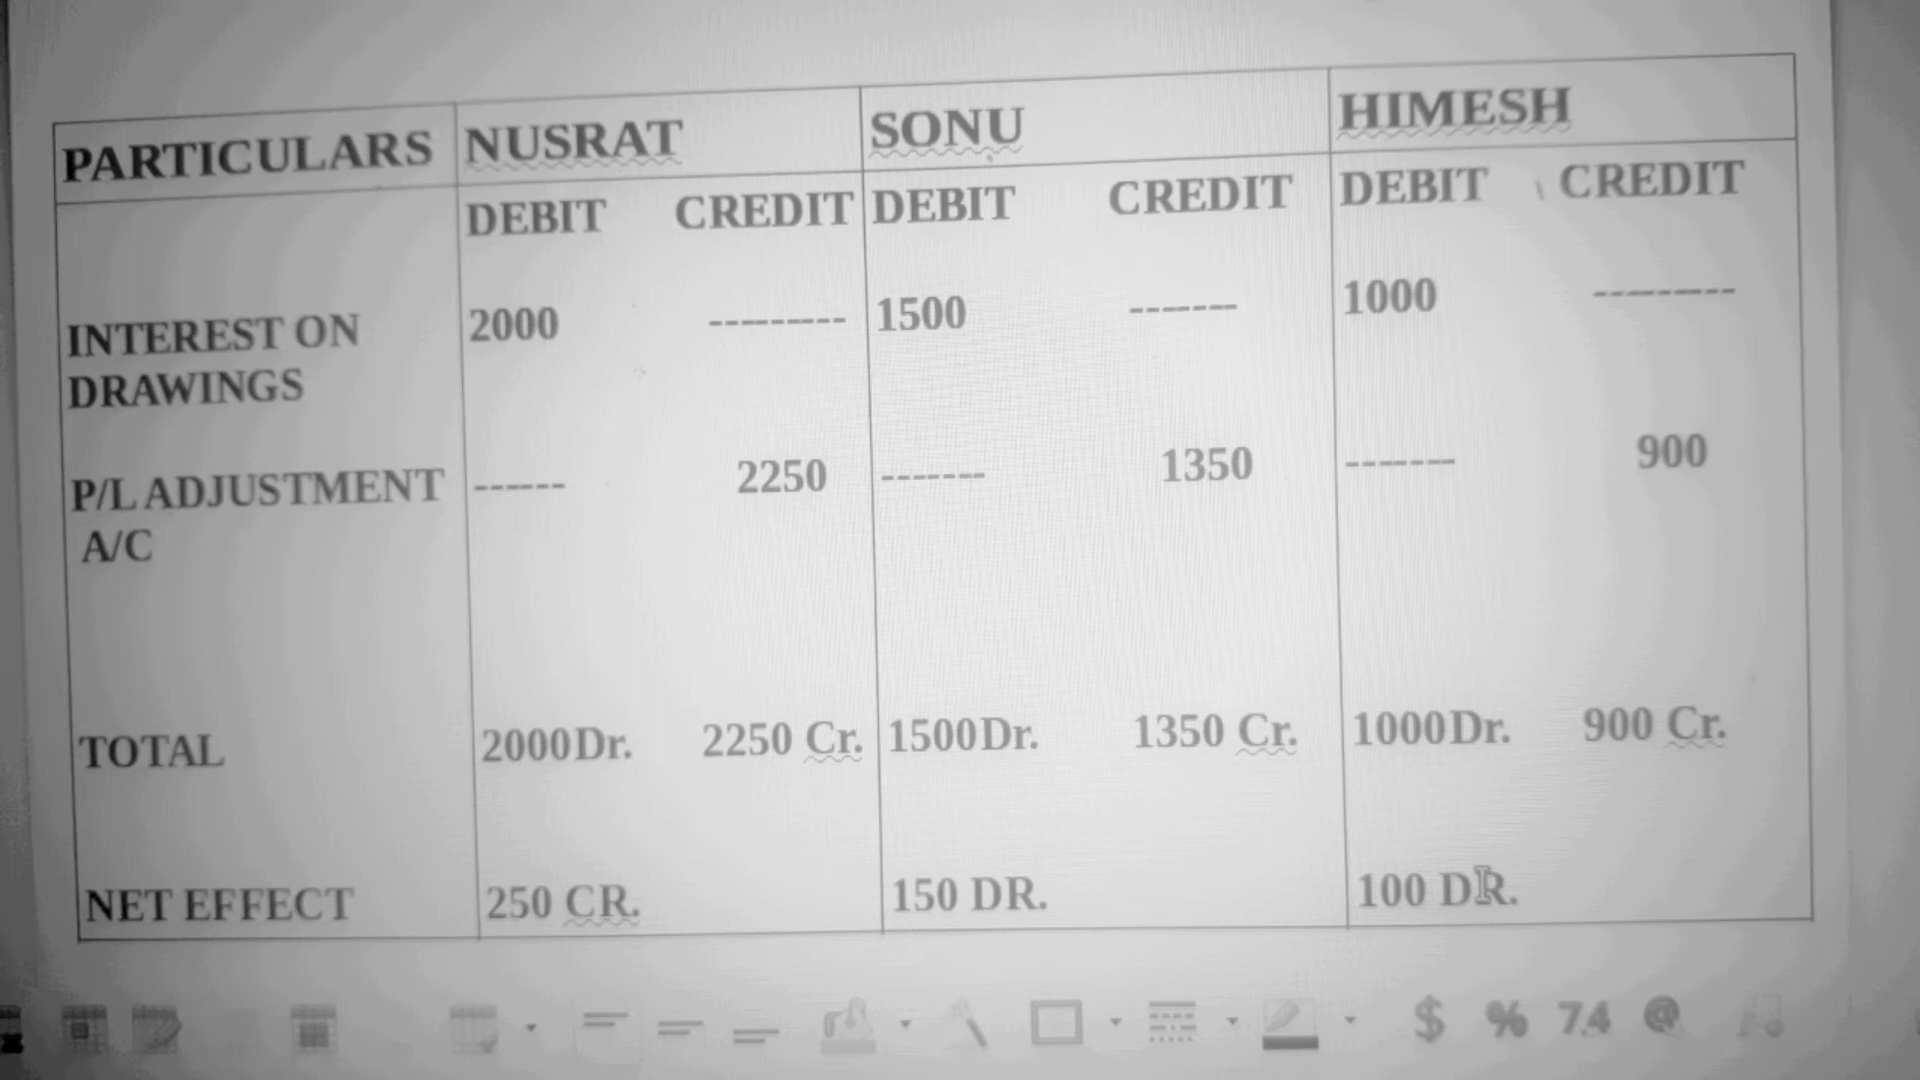 PARTICULARS NUSRAT SONU HIMESH
DEBIT CREDIT DEBIT CREDIT DEBIT CREDIT
INTEREST ON 2000 --------- 1500 ------- 1000 ---------
DRAWINGS
P/L ADJUSTMENT ------ 2250 ------- 1350 ------- 900
A/C
TOTAL 2000Dr. 2250 Cr. 1500Dr. 1350 Cr. 1000Dr. 900 Cr.
NET EFFECT 250 CR. 150 DR. 100 DR.
$ % 7.4 @